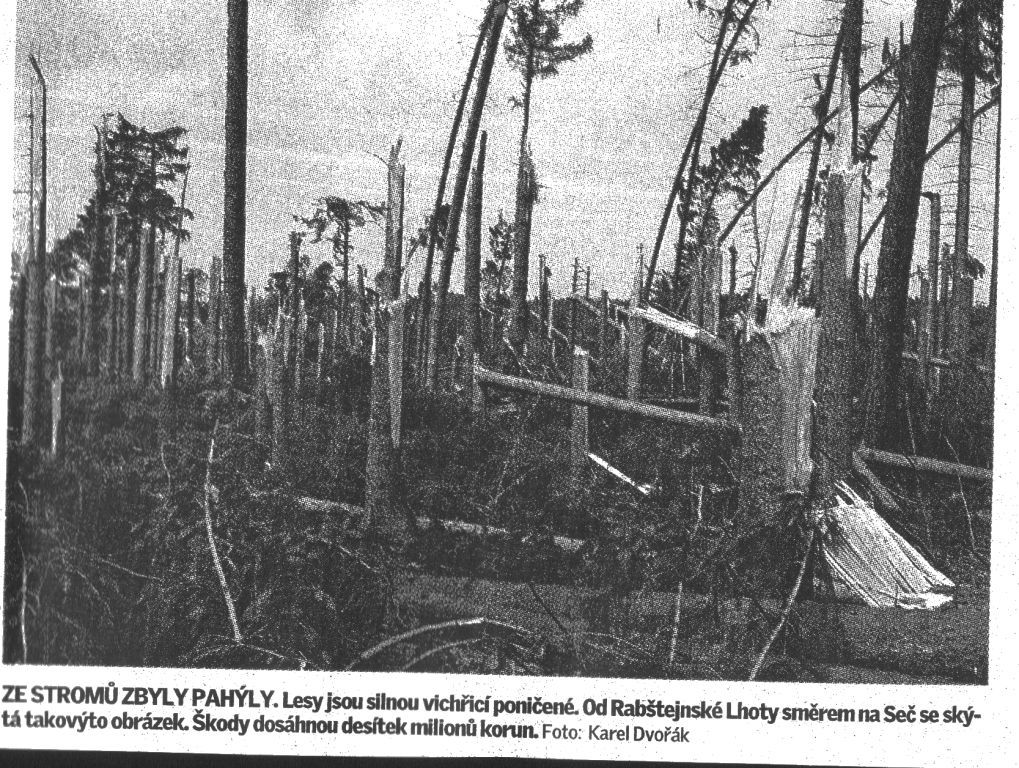 ZE STROMŮ ZBYLY PAHÝLY. Lesy jsou silnou vichřicí poničené. Od Rabštejnské Lhoty směrem na Seč se ský-
tá takovýto obrázek. Škody dosáhnou desítek milionů korun. Foto: Karel Dvořák